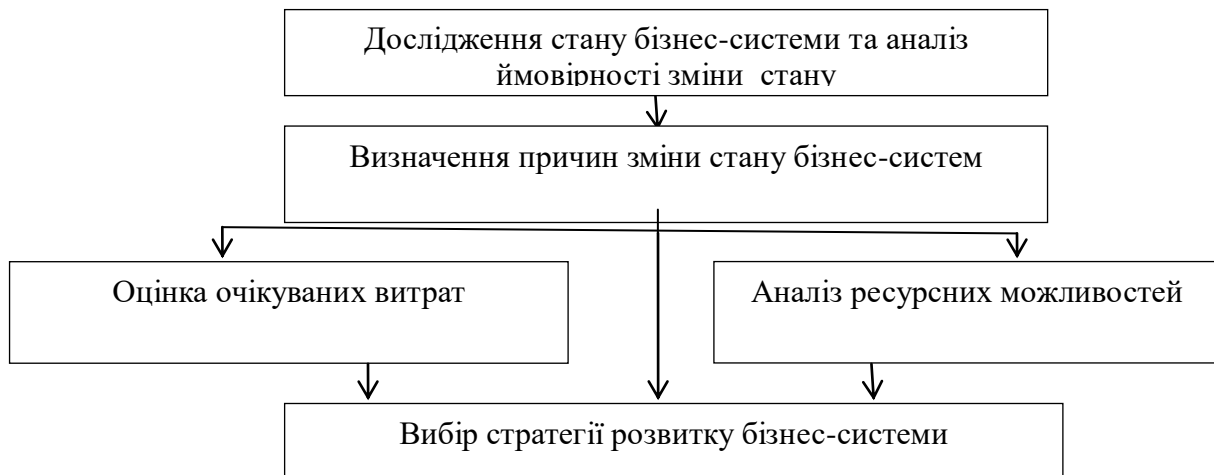 Дослідження стану бізнес-системи та аналіз
ймовірності зміни стану
Визначення причин зміни стану бізнес-систем
Оцінка очікуваних витрат
Аналіз ресурсних можливостей
Вибір стратегії розвитку бізнес-системи